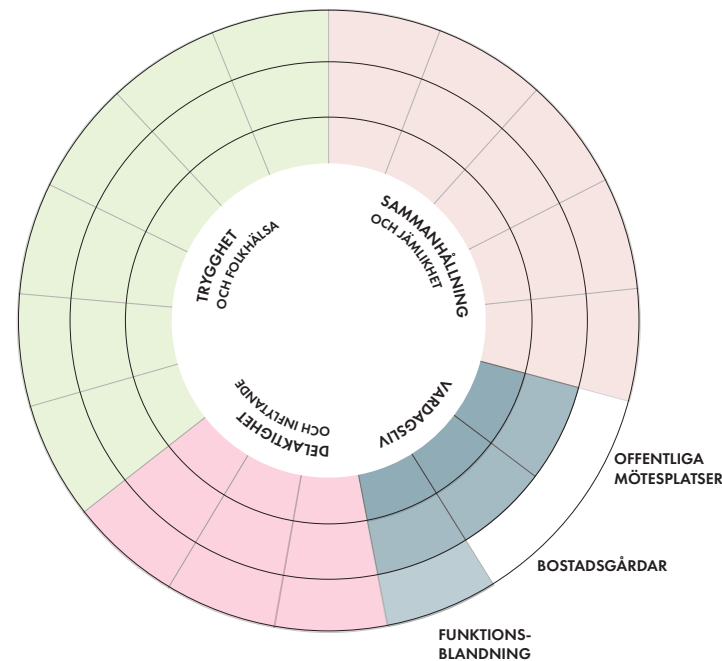 SAMMANHÅLLNING
OCH JÄMLIKHET
TRYGGHET
OCH FOLKHÄLSA
VARDAGSLIV
DELAKTIGHET
OCH INFLYTANDE
OFFENTLIGA
MÖTESPLATSER
BOSTADSGÅRDAR
FUNKTIONS-
BLANDNING